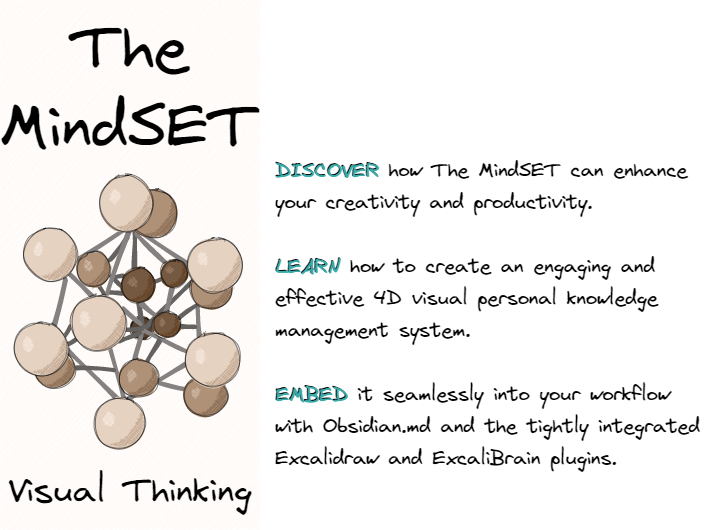 The
MindSET
Visual Thinking
DISCOVER how The MindSET can enhance
your creativity and productivity.
LEARN how to create an engaging and
effective 4D visual personal knowledge
management system.
EMBED it seamlessly into your workflow
with Obsidian.md and the tightly integrated
Excalidraw and ExcaliBrain plugins.